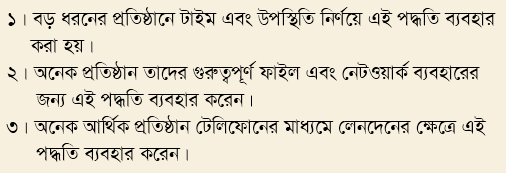 ১। বড় ধরনের প্রতিষ্ঠানে টাইম এবং উপস্থিতি নির্ণয়ে এই পদ্ধতি ব্যবহার
করা হয়।
২। অনেক প্রতিষ্ঠান তাদের গুরুত্বপূর্ণ ফাইল এবং নেটওয়ার্ক ব্যবহারের
জন্য এই পদ্ধতি ব্যবহার করেন।
৩। অনেক আর্থিক প্রতিষ্ঠান টেলিফোনের মাধ্যমে লেনদেনের ক্ষেত্রে এই
পদ্ধতি ব্যবহার করেন।